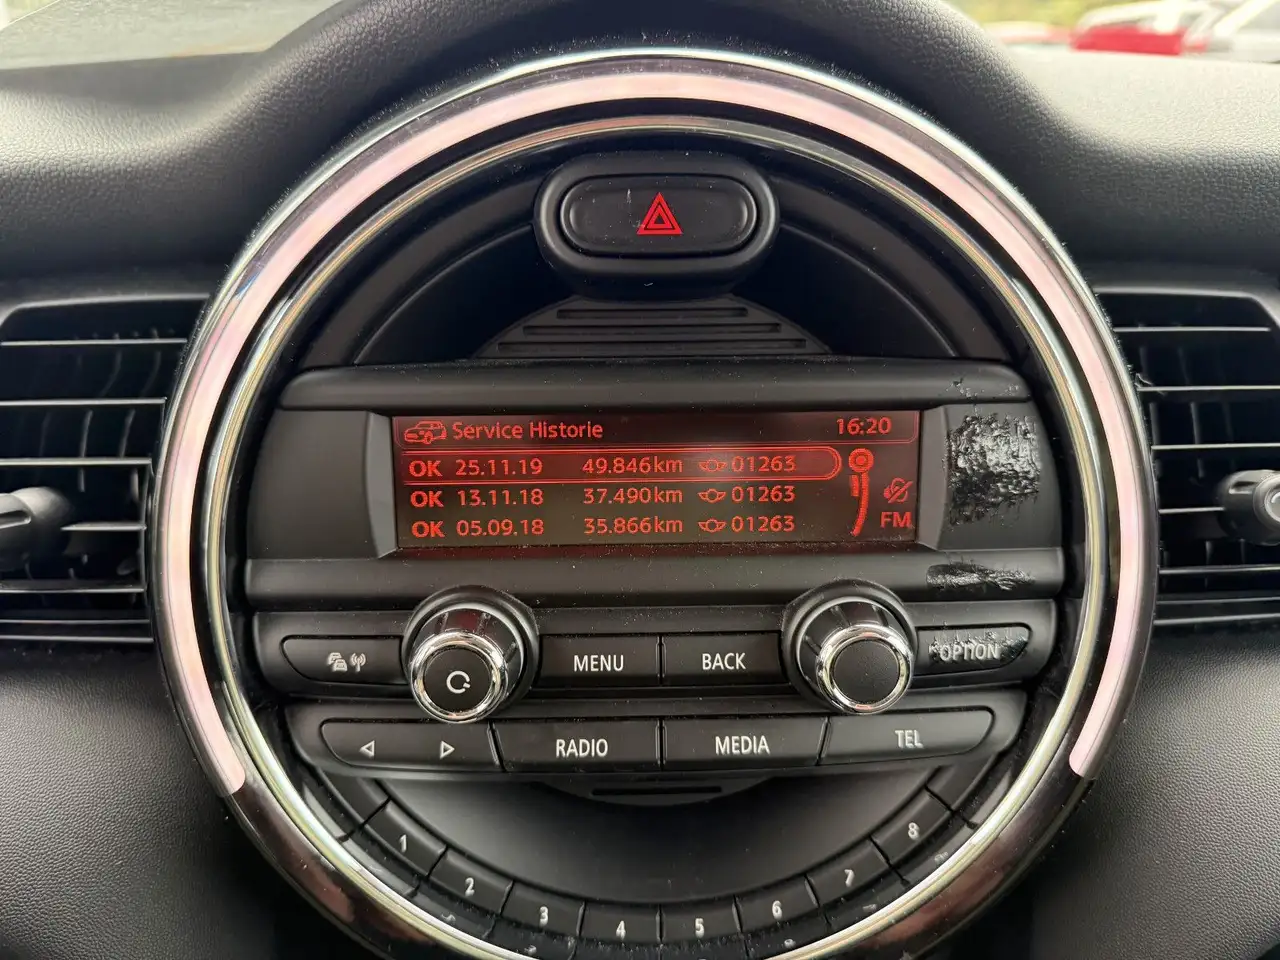 Service Historie 16:20
OK 25.11.19 49.846km 01263
OK 13.11.18 37.490km 01263
OK 05.09.18 35.866km 01263
FM
MENU BACK OPTION
RADIO MEDIA TEL
1 2 3 4 5 6 7 8